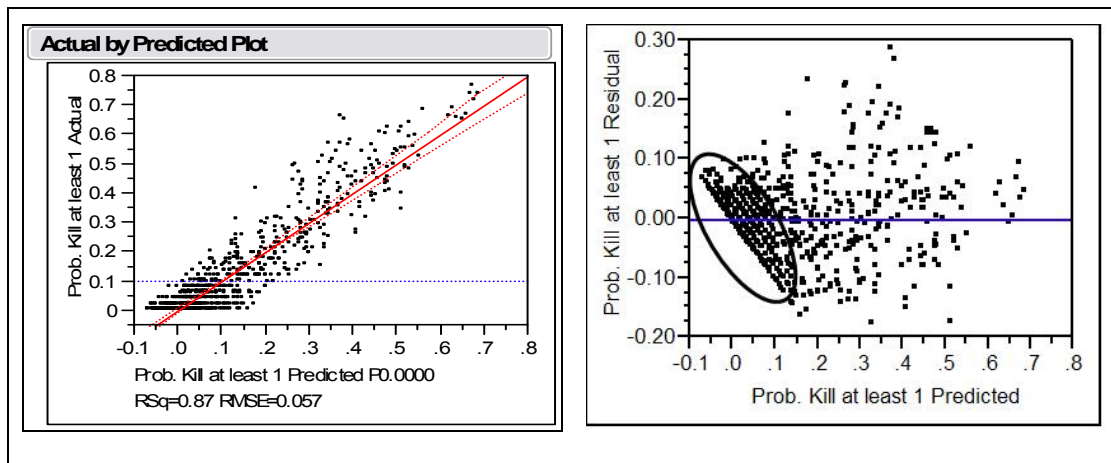 Actual by Predicted Plot
Prob. Kill at least 1 Actual
0.8
0.7
0.6
0.5
0.4
0.3
0.2
0.1
0
-0.1 .0 .1 .2 .3 .4 .5 .6 .7 .8
Prob. Kill at least 1 Predicted P0.0000
RSq=0.87 RMSE=0.057
Prob. Kill at least 1 Residual
0.30
0.20
0.10
0.00
-0.10
-0.20
-0.1 .0 .1 .2 .3 .4 .5 .6 .7 .8
Prob. Kill at least 1 Predicted